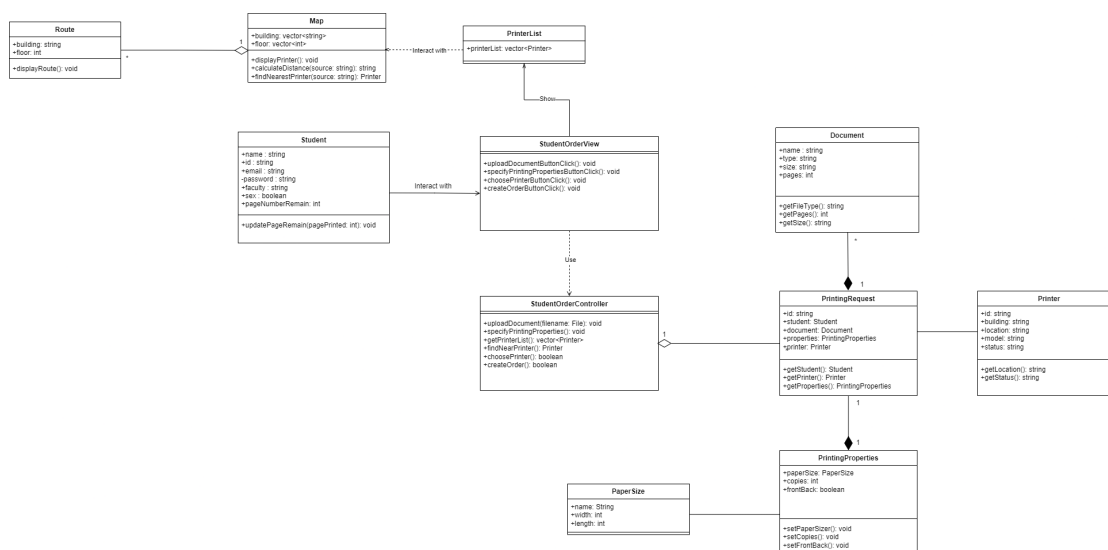 Route
+building: string
+floor: int
+displayRoute(): void
1
*
Map
+building: vector<string>
+floor: vector<int>
+displayPrinter(): void
+calculateDistance(source: string): string
+findNearestPrinter(source: string): Printer
Interact with
PrinterList
+printerList: vector<Printer>
Show
Student
+name : string
+id : string
+email : string
-password : string
+faculty : string
+sex : boolean
+pageNumberRemain: int
+updatePageRemain(pagePrinted: int): void
Interact with
StudentOrderView
+uploadDocumentButtonClick(): void
+specifyPrintingPropertiesButtonClick(): void
+choosePrinterButtonClick(): void
+createOrderButtonClick(): void
Use
StudentOrderController
+uploadDocument(filename: File): void
+specifyPrintingProperties(): void
+getPrinterList(): vector<Printer>
+findNearPrinter(): Printer
+choosePrinter(): boolean
+createOrder(): boolean
1
Document
+name : string
+type: string
+size: string
+pages: int
+getFileType(): string
+getPages(): int
+getSize(): string
*
1
PrintingRequest
+id: string
+student: Student
+document: Document
+properties: PrintingProperties
+printer: Printer
+getStudent(): Student
+getPrinter(): Printer
+getProperties(): PrintingProperties
Printer
+id: string
+building: string
+location: string
+model: string
+status: string
+getLocation(): string
+getStatus(): string
1
1
PrintingProperties
+paperSize: PaperSize
+copies: int
+frontBack: boolean
+setPaperSizer(): void
+setCopies(): void
+setFrontBack(): void
PaperSize
+name: String
+width: int
+length: int